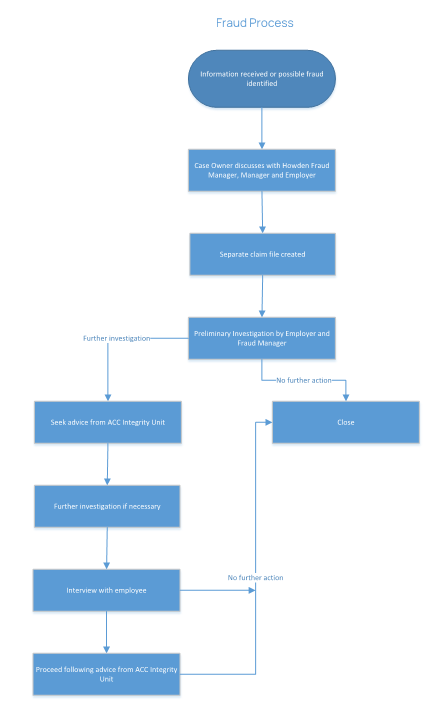 Fraud Process
Information received or possible fraud
identified
Case Owner discusses with Howden Fraud
Manager, Manager and Employer
Separate claim file created
Preliminary Investigation by Employer and
Fraud Manager
Further investigation
No further action
Seek advice from ACC Integrity Unit
Close
Further investigation if necessary
No further action
Interview with employee
Proceed following advice from ACC Integrity
Unit